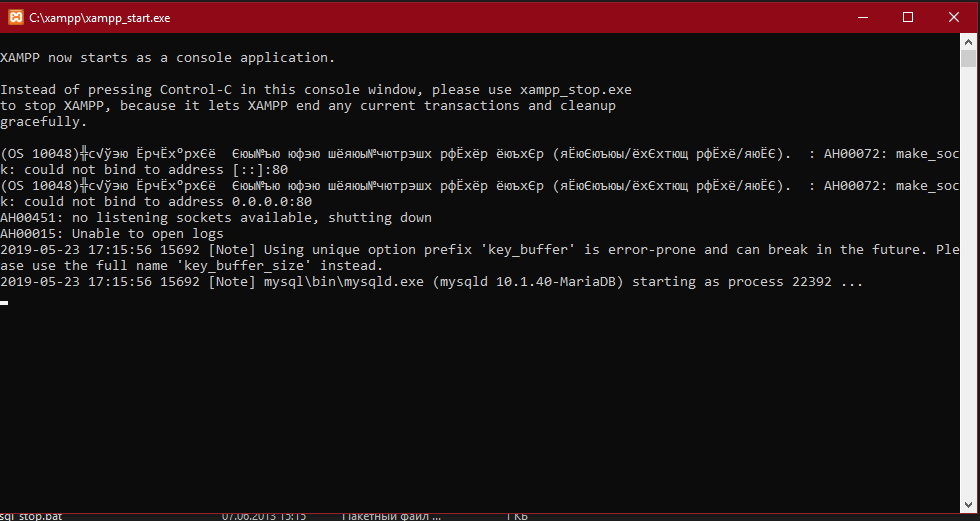 C:\xampp\xampp_start.exe
XAMPP now starts as a console application.
Instead of pressing Control-C in this console window, please use xampp_stop.exe
to stop XAMPP, because it lets XAMPP end any current transactions and cleanup
gracefully.
(OS 10048)╬с√ўэю ЁрчЁх°рхЄё  Єюы№ъю юфэю шёяюы№чютрэшх рфЁхёр ёюъхЄр (яЁюЄюъюы/ёхЄхтющ рфЁхё/яюЁЄ).  : AH00072: make_soc
k: could not bind to address [::]:80
(OS 10048)╬с√ўэю ЁрчЁх°рхЄё  Єюы№ъю юфэю шёяюы№чютрэшх рфЁхёр ёюъхЄр (яЁюЄюъюы/ёхЄхтющ рфЁхё/яюЁЄ).  : AH00072: make_soc
k: could not bind to address 0.0.0.0:80
AH00451: no listening sockets available, shutting down
AH00015: Unable to open logs
2019-05-23 17:15:56 15692 [Note] Using unique option prefix 'key_buffer' is error-prone and can break in the future. Ple
ase use the full name 'key_buffer_size' instead.
2019-05-23 17:15:56 15692 [Note] mysql\bin\mysqld.exe (mysqld 10.1.40-MariaDB) starting as process 22392 ...
sql_stop.bat 07.06.2013 15:15 Пакетный файл ... 1 КБ